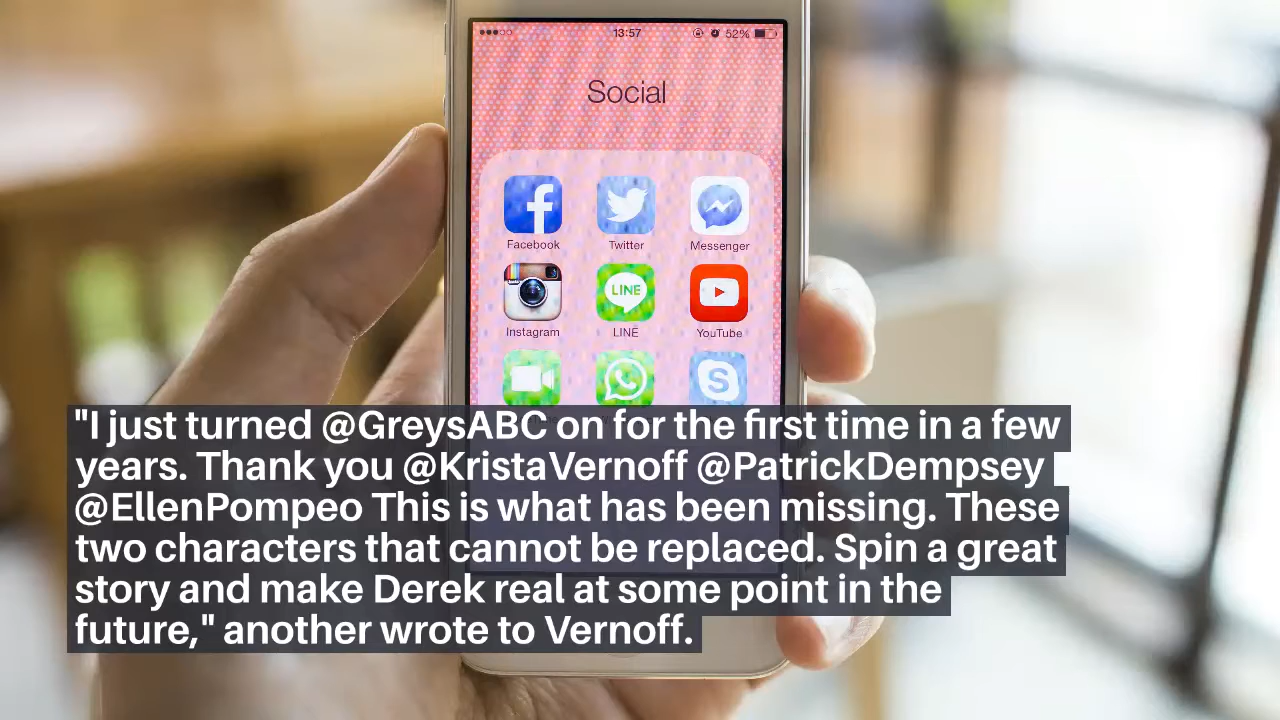 13:57
52%
Social
Facebook
Twitter
Messenger
LINE
Instagram
LINE
YouTube
"I just turned @GreysABC on for the first time in a few
years. Thank you @KristaVernoff @PatrickDempsey
@EllenPompeo This is what has been missing. These
two characters that cannot be replaced. Spin a great
story and make Derek real at some point in the
future," another wrote to Vernoff.